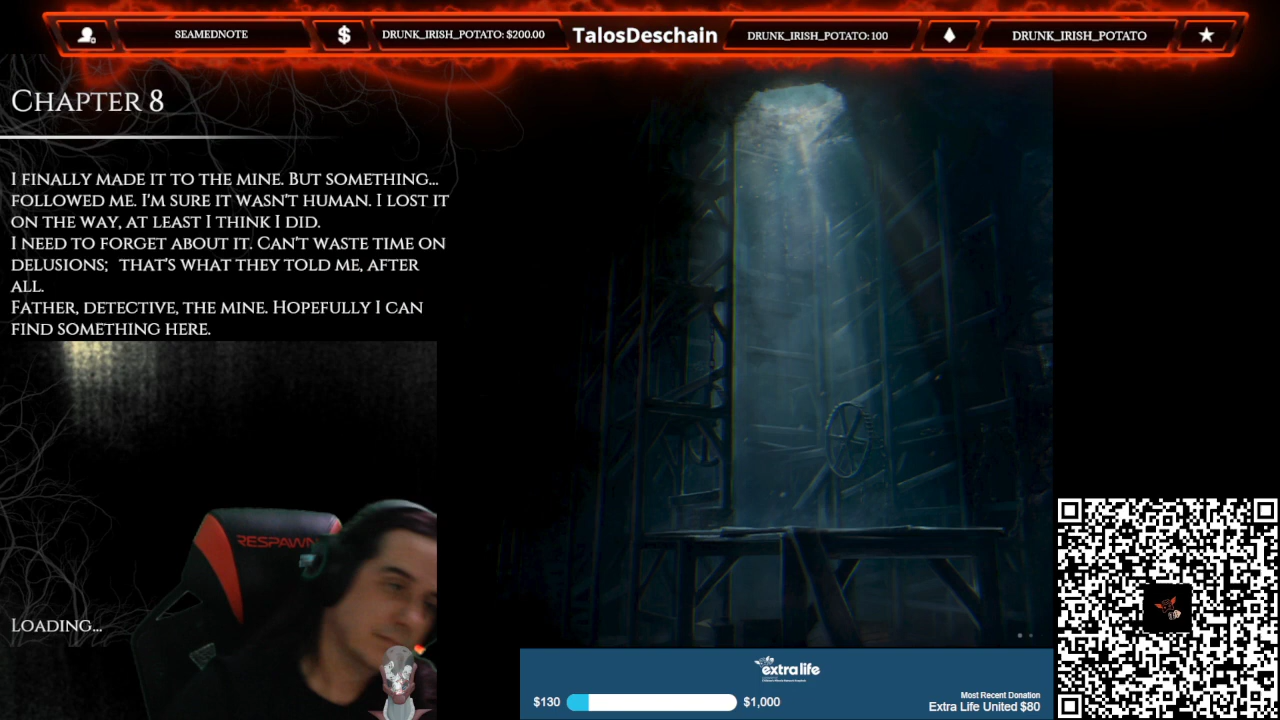 SEAMEDNOTE
$
DRUNK_IRISH_POTATO: $200.00
TalosDeschain
DRUNK_IRISH_POTATO: 100
DRUNK_IRISH_POTATO
Chapter 8
I finally made it to the mine. But something...
followed me. I'm sure it wasn't human. I lost it
on the way, at least I think I did.
I need to forget about it. Can't waste time on
delusions; that's what they told me, after
all.
Father, detective, the mine. Hopefully I can
find something here.
RESPAWN
Loading...
extra life
$130
$1,000
Most Recent Donation
Extra Life United $80